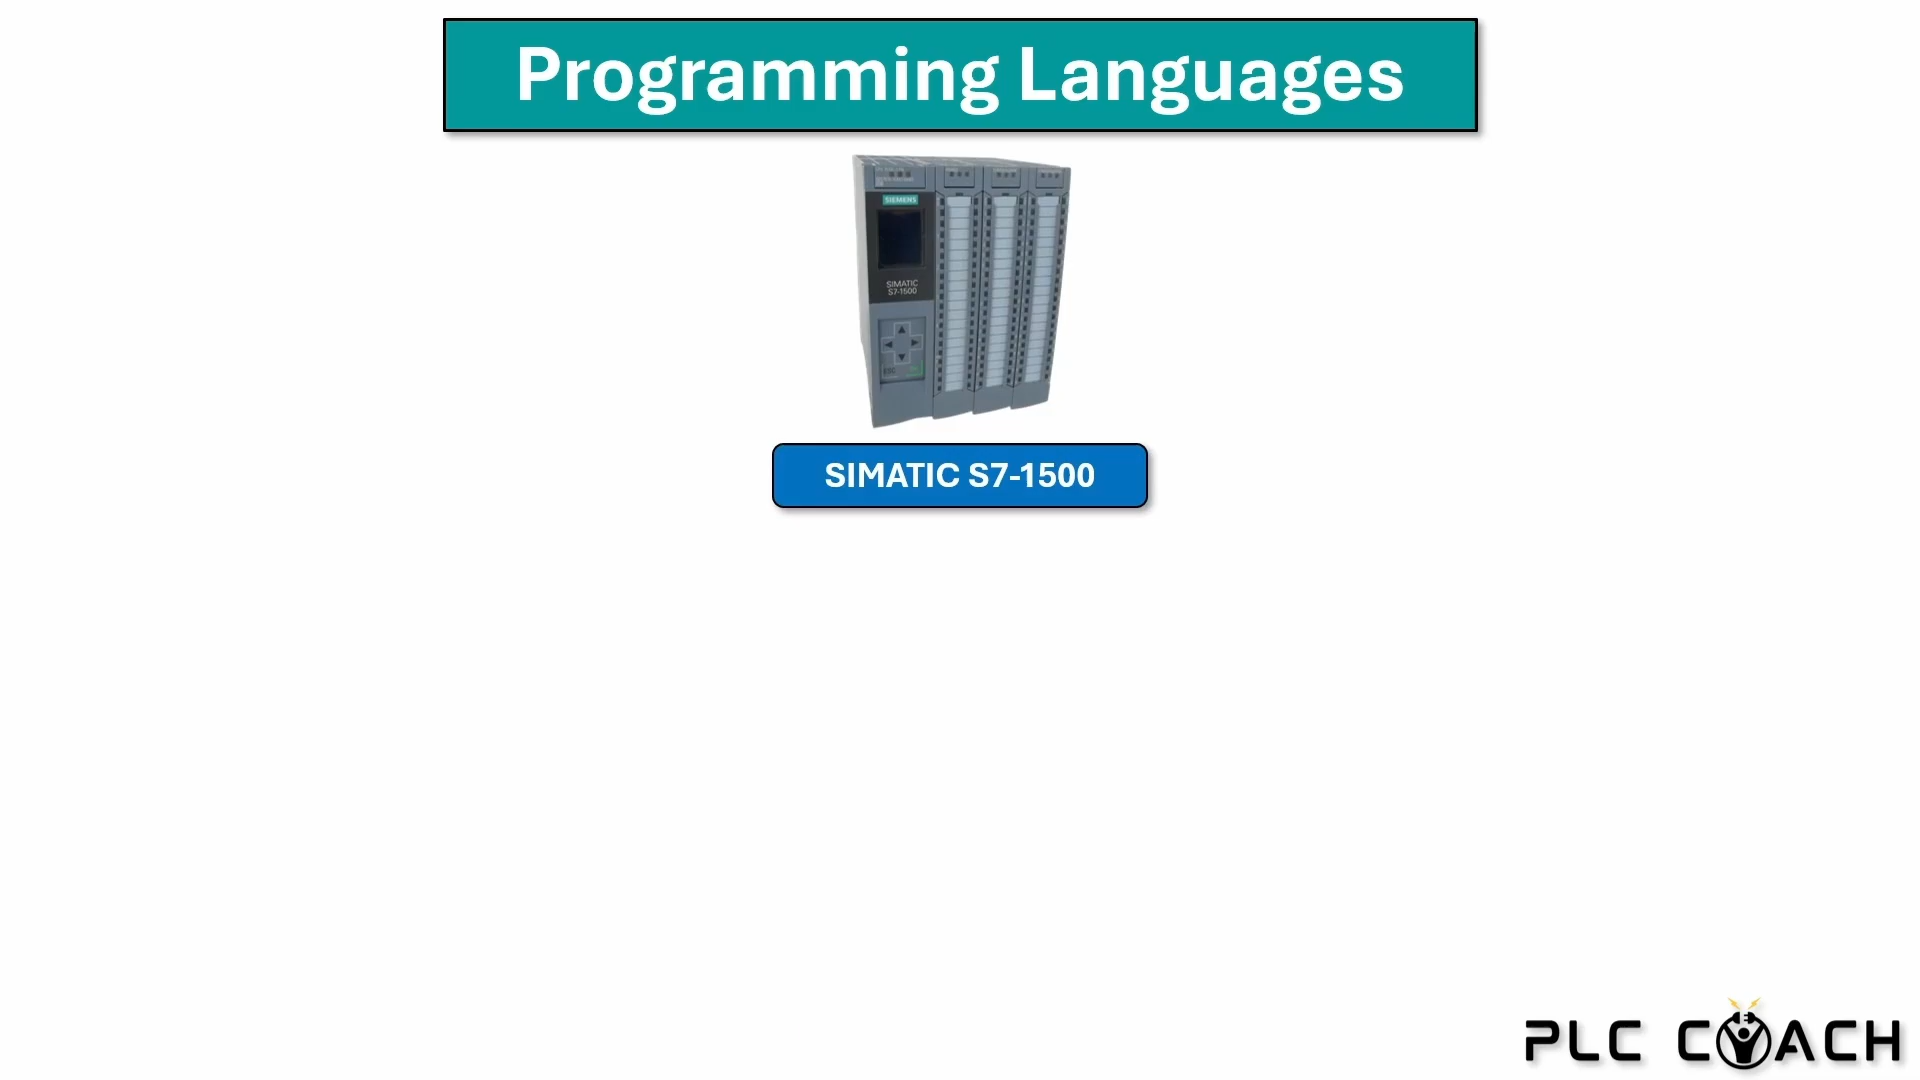 Programming Languages
SIEMENS
SIMATIC
S7-1500
SIMATIC S7-1500
PLC COACH